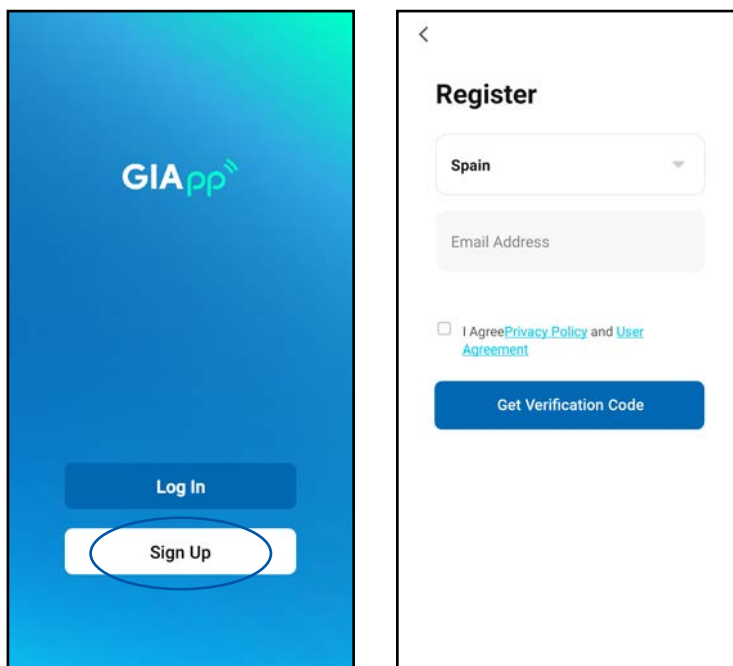 GIApp
Log In
Sign Up
Register
Spain
Email Address
I AgreePrivacy Policy and User
Agreement
Get Verification Code